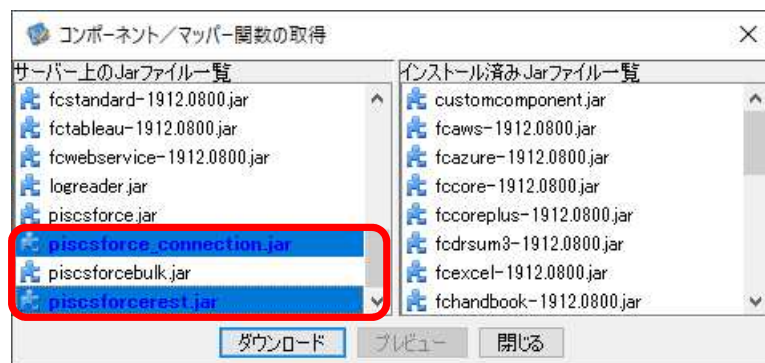 コンポーネント／マッパー関数の取得
サーバー上のJarファイル一覧
fcstandard-1912.0800.jar
fctableau-1912.0800.jar
fcwebservice-1912.0800.jar
logreader.jar
piscsforce.jar
piscsforce_connection.jar
piscsforcebulk.jar
piscsforcerest.jar
インストール済みJarファイル一覧
customcomponent.jar
fcaws-1912.0800.jar
fcazure-1912.0800.jar
fccore-1912.0800.jar
fccoreplus-1912.0800.jar
fcdrsum3-1912.0800.jar
fcexcel-1912.0800.jar
fchandbook-1912.0800.jar
ダウンロード プレビュー 閉じる